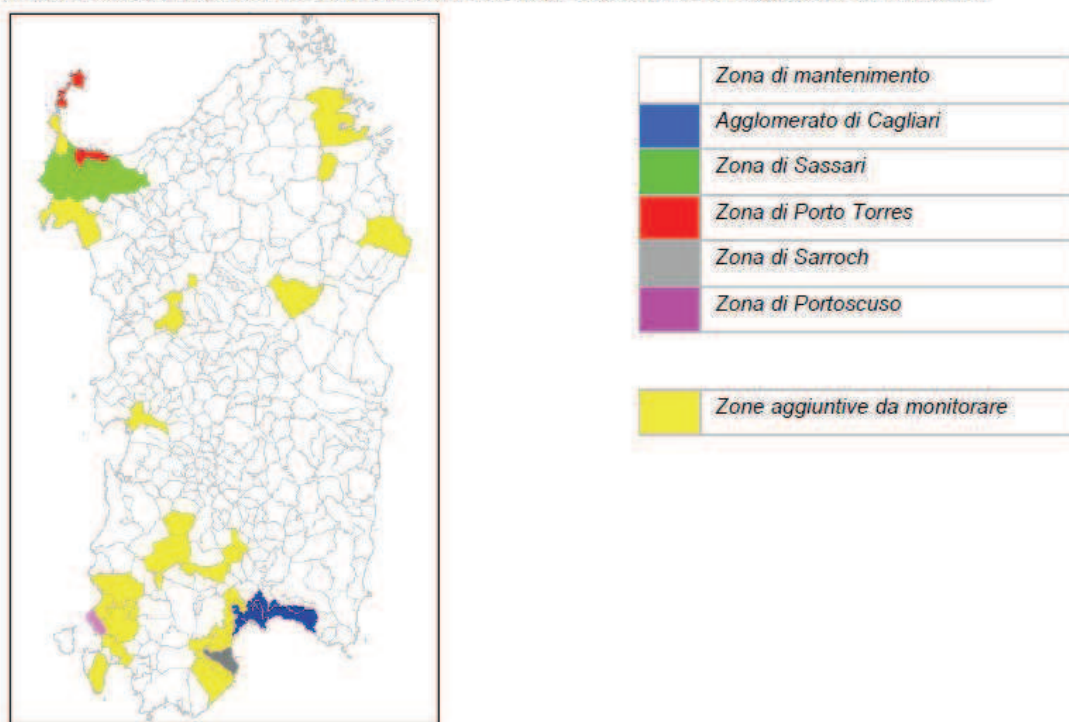 Zona di mantenimento
Agglomerato di Cagliari
Zona di Sassari
Zona di Porto Torres
Zona di Sarroch
Zona di Portoscuso
Zone aggiuntive da monitorare